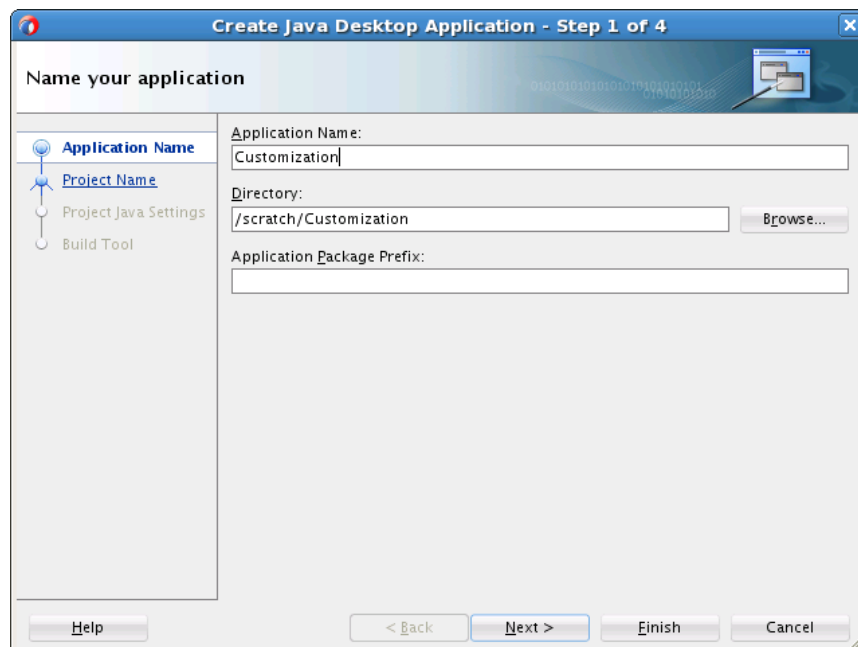 Create Java Desktop Application - Step 1 of 4
Name your application
Application Name
Project Name
Project Java Settings
Build Tool
Application Name:
Customization
Directory:
/scratch/Customization
Browse...
Application Package Prefix:
Help
< Back
Next >
Finish
Cancel